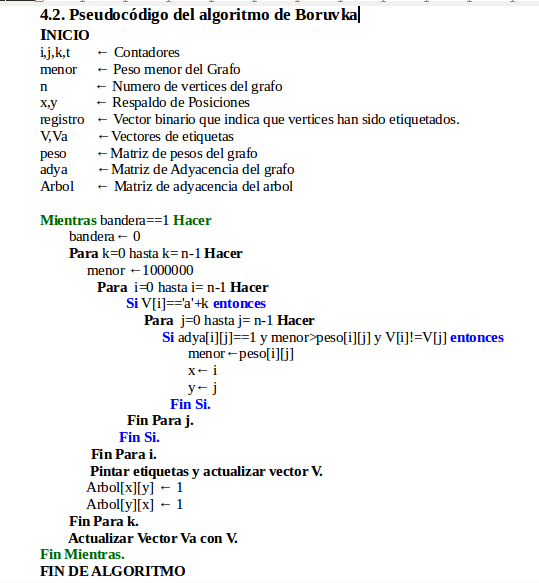 4.2. Pseudocódigo del algoritmo de Boruvka
INICIO
i,j,k,t ← Contadores
menor ← Peso menor del Grafo
n ← Numero de vertices del grafo
x,y ← Respaldo de Posiciones
registro ← Vector binario que indica que vertices han sido etiquetados.
V,Va ←Vectores de etiquetas
peso ←Matriz de pesos del grafo
adya ←Matriz de Adyacencia del grafo
Arbol ← Matriz de adyacencia del arbol
Mientras bandera==1 Hacer
bandera← 0
Para k=0 hasta k= n-1 Hacer
menor ←1000000
Para i=0 hasta i= n-1 Hacer
Si V[i]=='a'+k entonces
Para j=0 hasta j= n-1 Hacer
Si adya[i][j]==1 y menor>peso[i][j] y V[i]!=V[j] entonces
menor←peso[i][j]
x← i
y← j
Fin Si.
Fin Para j.
Fin Si.
Fin Para i.
Pintar etiquetas y actualizar vector V.
Arbol[x][y] ← 1
Arbol[y][x] ← 1
Fin Para k.
Actualizar Vector Va con V.
Fin Mientras.
FIN DE ALGORITMO